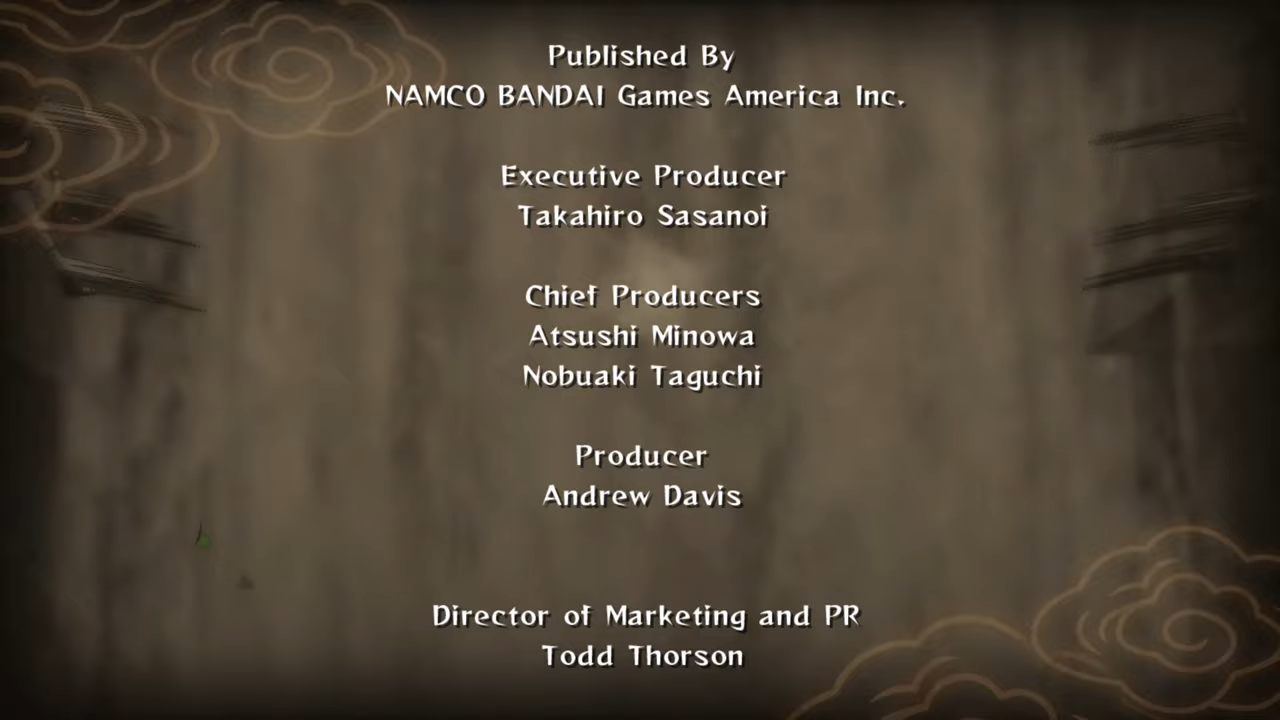 Published By
NAMCO BANDAI Games America Inc.
Executive Producer
Takahiro Sasanoi
Chief Producers
Atsushi Minowa
Nobuaki Taguchi
Producer
Andrew Davis
Director of Marketing and PR
Todd Thorson